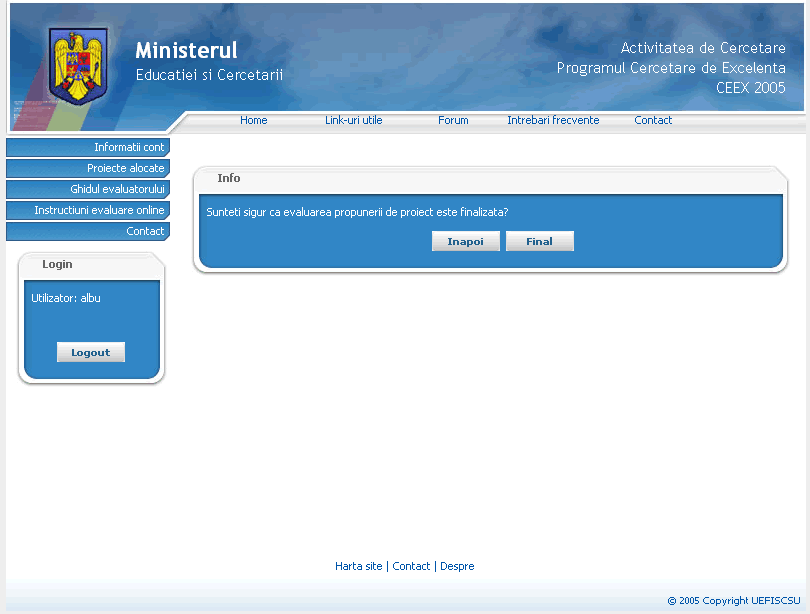 Ministerul
Educatiei si Cercetarii
Activitatea de Cercetare
Programul Cercetare de Excelenta
CEEX 2005
Home Link-uri utile Forum Intrebari frecvente Contact
Informatii cont
Proiecte alocate
Ghidul evaluatorului
Instructiuni evaluare online
Contact
Login
Utilizator: albu
Logout
Info
Sunteti sigur ca evaluarea propunerii de proiect este finalizata?
Inapoi Final
Harta site | Contact | Despre
© 2005 Copyright UEFISCSU